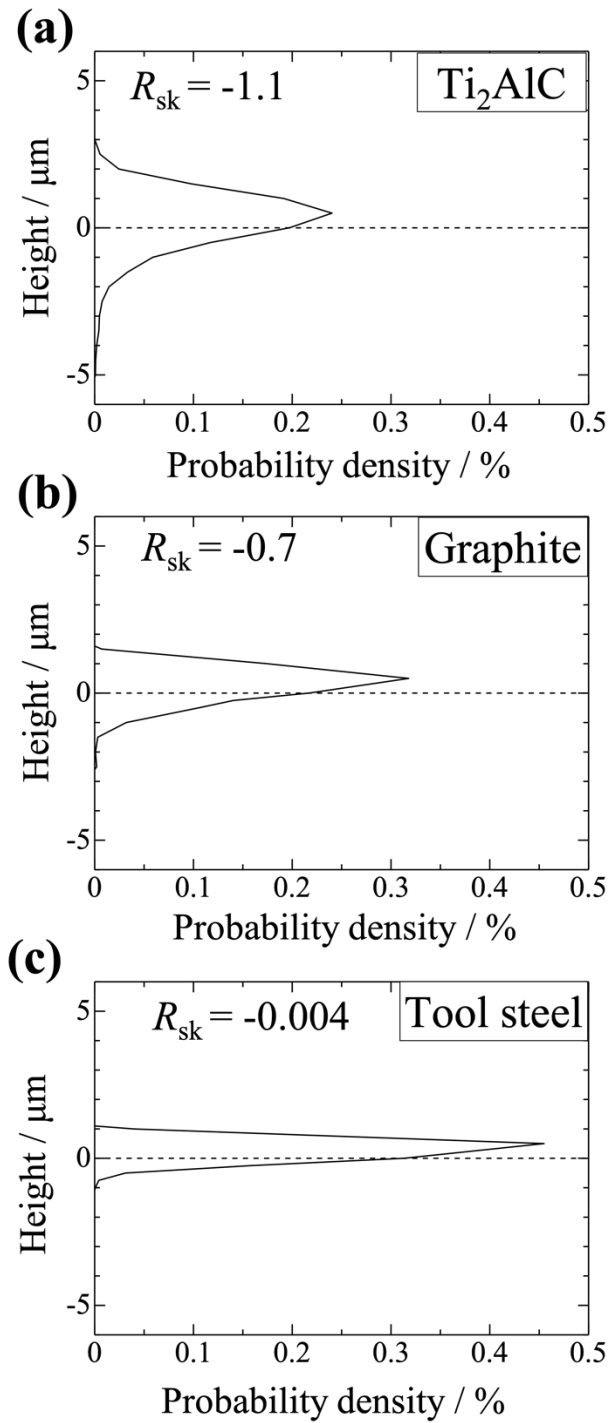 (a)
R_sk = -1.1
Ti₂AlC
5
0
-5
Height / μm
0 0.1 0.2 0.3 0.4 0.5
Probability density / %
(b)
R_sk = -0.7
Graphite
5
0
-5
Height / μm
0 0.1 0.2 0.3 0.4 0.5
Probability density / %
(c)
R_sk = -0.004
Tool steel
5
0
-5
Height / μm
0 0.1 0.2 0.3 0.4 0.5
Probability density / %